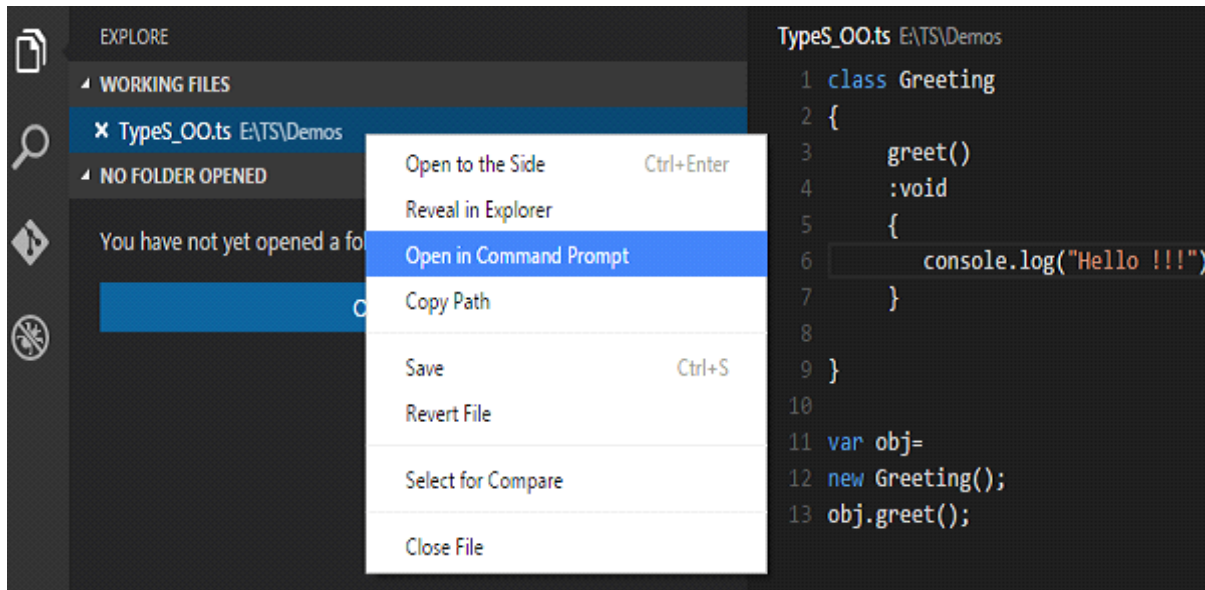 EXPLORE
WORKING FILES
TypeS_OO.ts E:\TS\Demos
NO FOLDER OPENED
You have not yet opened a fo
Open to the Side Ctrl+Enter
Reveal in Explorer
Open in Command Prompt
Copy Path
Save Ctrl+S
Revert File
Select for Compare
Close File
TypeS_OO.ts E:\TS\Demos
1 class Greeting
2 {
3 greet()
4 :void
5 {
6 console.log("Hello !!!")
7 }
8
9 }
10
11 var obj=
12 new Greeting();
13 obj.greet();